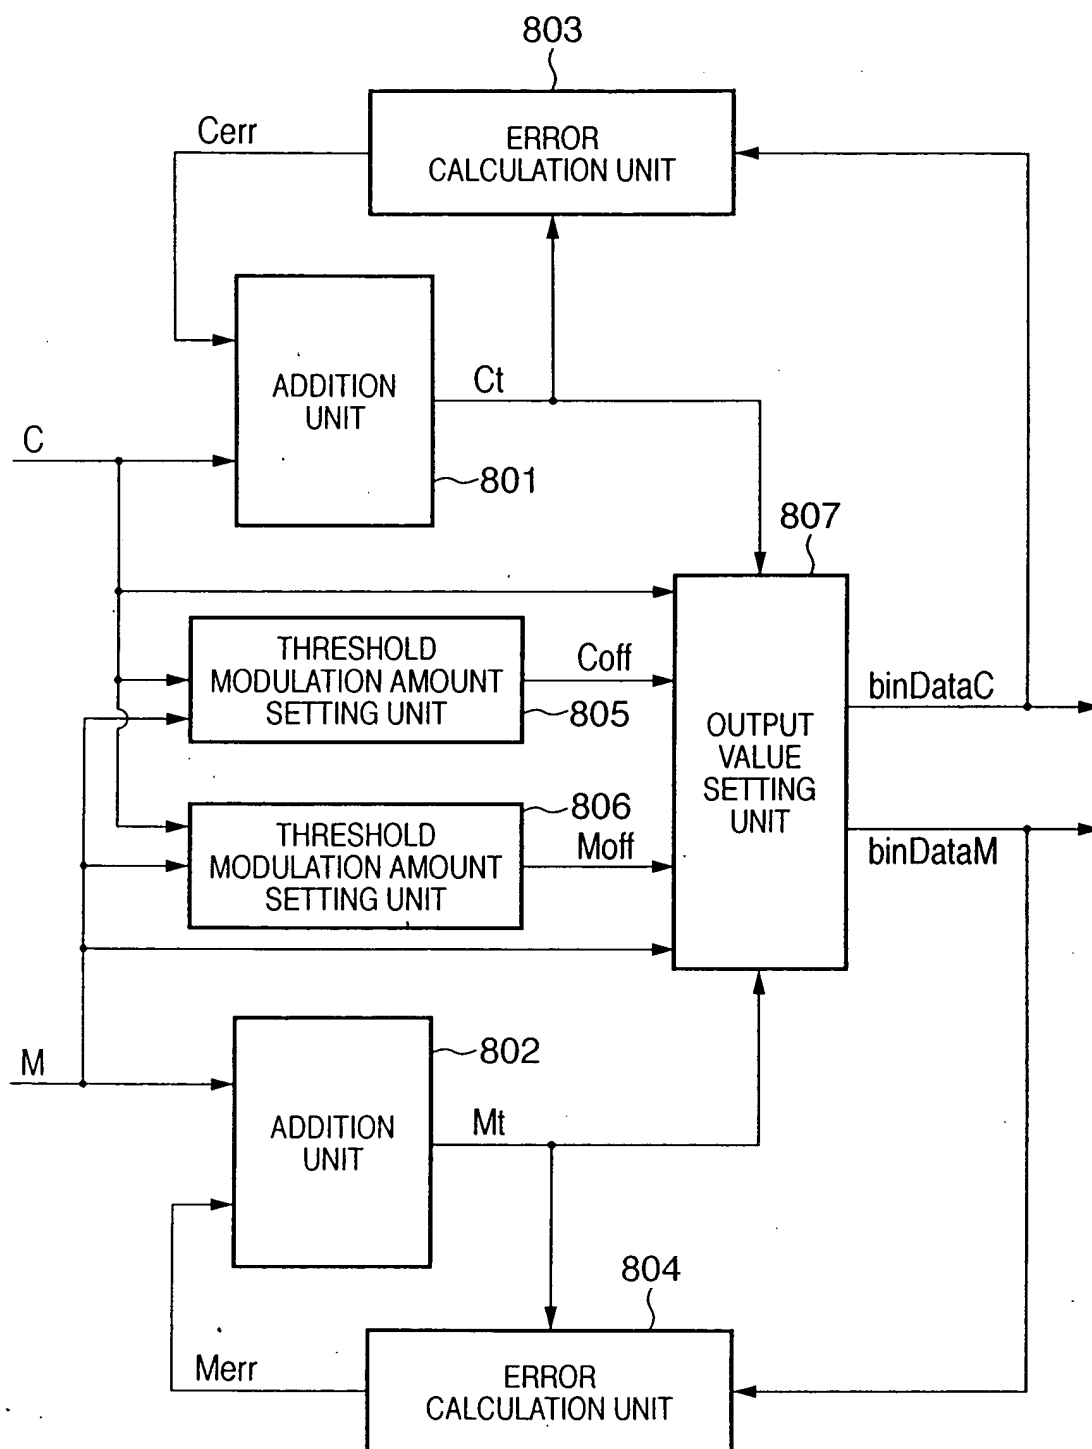 803
ERROR
CALCULATION UNIT
Cerr
ADDITION
UNIT
Ct
C
801
807
THRESHOLD
MODULATION AMOUNT
SETTING UNIT
Coff
805
binDataC
OUTPUT
VALUE
SETTING
UNIT
806
THRESHOLD
MODULATION AMOUNT
SETTING UNIT
Moff
binDataM
802
M
ADDITION
UNIT
Mt
804
Merr
ERROR
CALCULATION UNIT